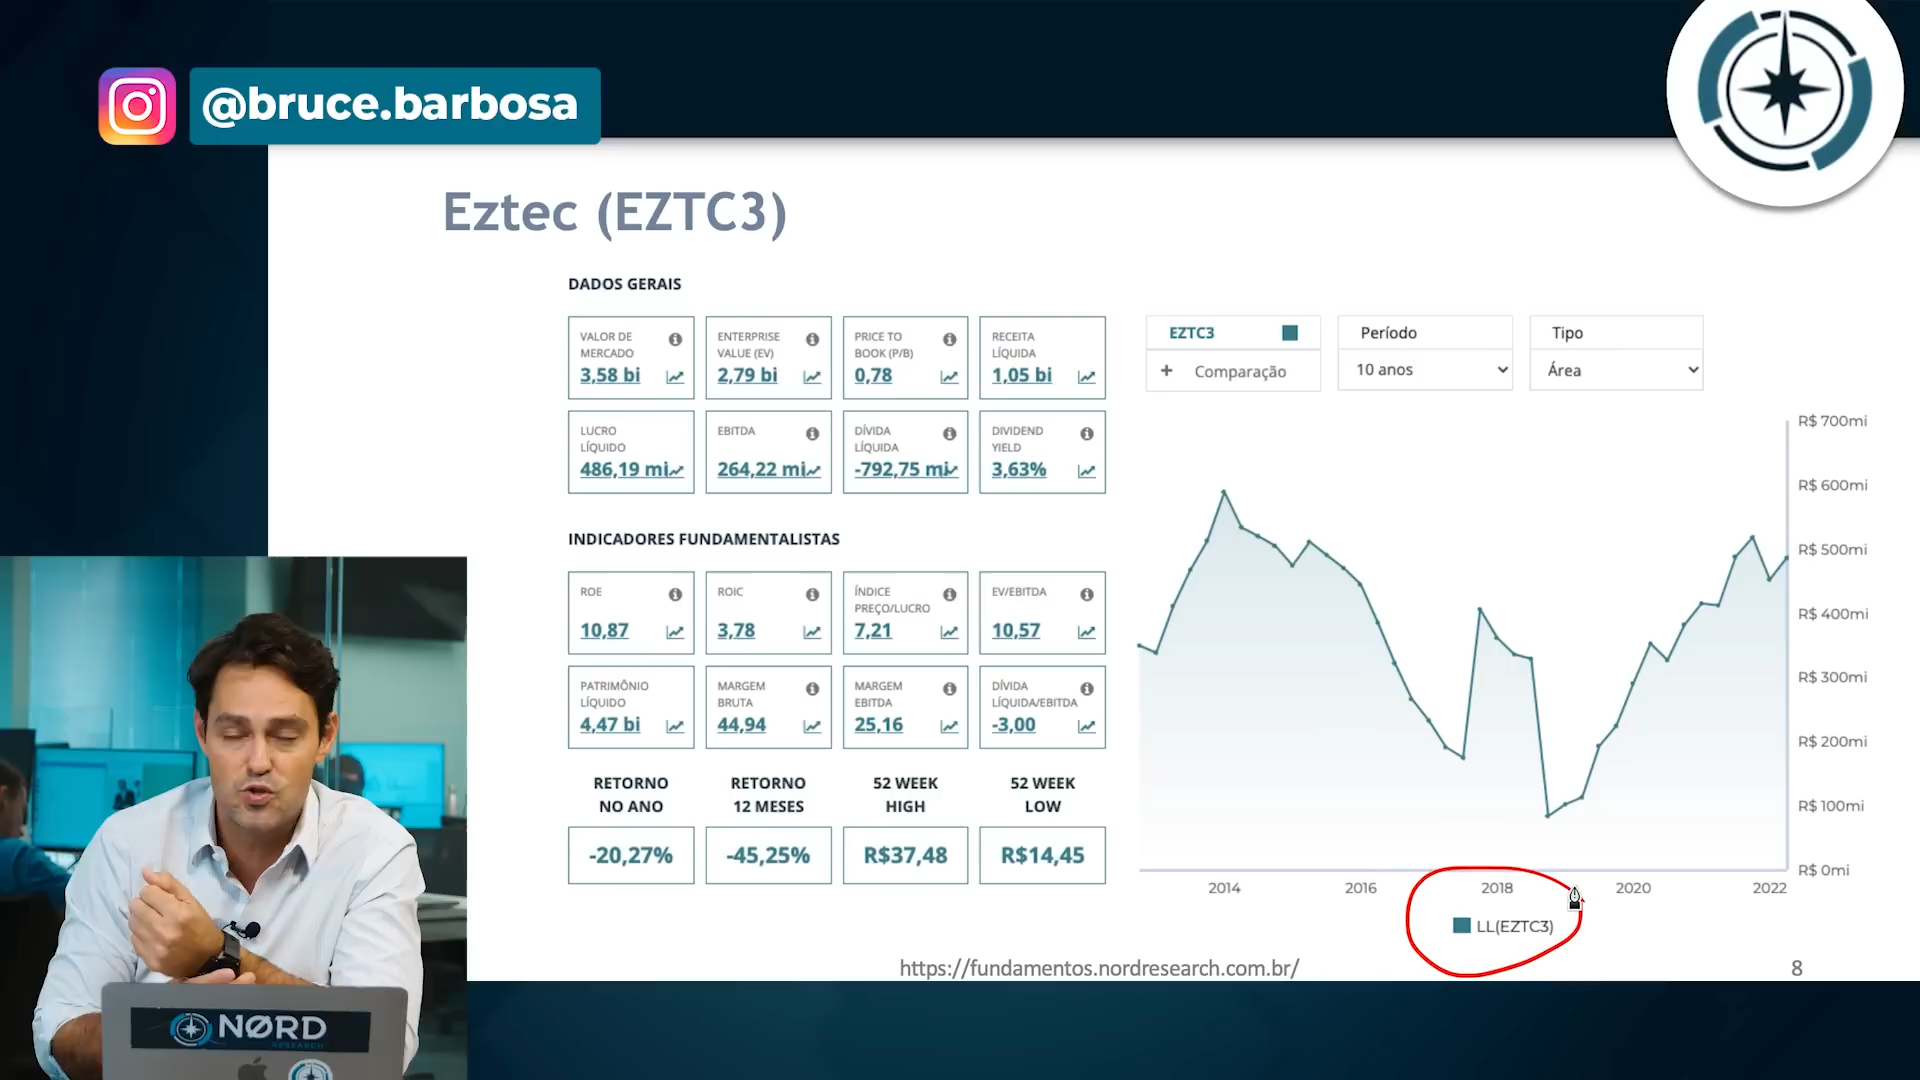 @bruce.barbosa
Eztec (EZTC3)
DADOS GERAIS
VALOR DE
MERCADO
3,58 bi
ENTERPRISE
VALUE (EV)
2,79 bi
PRICE TO
BOOK (P/B)
0,78
RECEITA
LÍQUIDA
1,05 bi
LUCRO
LÍQUIDO
486,19 mi
EBITDA
264,22 mi
DÍVIDA
LÍQUIDA
-792,75 mi
DIVIDEND
YIELD
3,63%
INDICADORES FUNDAMENTALISTAS
ROE
10,87
ROIC
3,78
ÍNDICE
PREÇO/LUCRO
7,21
EV/EBITDA
10,57
PATRIMÔNIO
LÍQUIDO
4,47 bi
MARGEM
BRUTA
44,94
MARGEM
EBITDA
25,16
DÍVIDA
LÍQUIDA/EBITDA
-3,00
RETORNO
NO ANO
-20,27%
RETORNO
12 MESES
-45,25%
52 WEEK
HIGH
R$37,48
52 WEEK
LOW
R$14,45
EZTC3
+ Comparação
Período
10 anos
Tipo
Área
R$ 700mi
R$ 600mi
R$ 500mi
R$ 400mi
R$ 300mi
R$ 200mi
R$ 100mi
R$ 0mi
2014
2016
2018
2020
2022
LL(EZTC3)
https://fundamentos.nordresearch.com.br/
8
NØRD
RESEARCH